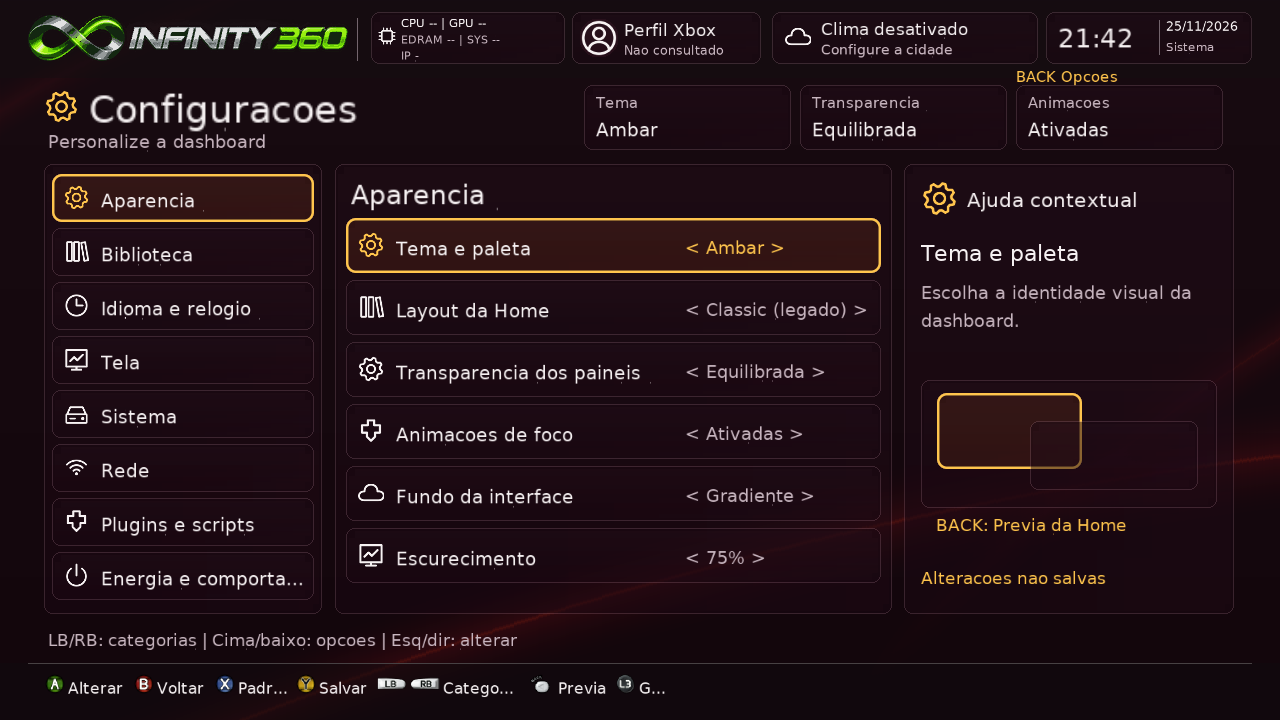 INFINITY 360
CPU -- | GPU --
EDRAM -- | SYS --
IP -
Perfil Xbox
Nao consultado
Clima desativado
Configure a cidade
21:42
25/11/2026
Sistema
BACK Opcoes
Configuracoes
Personalize a dashboard
Tema
Ambar
Transparencia
Equilibrada
Animacoes
Ativadas
Aparencia
Biblioteca
Idioma e relogio
Tela
Sistema
Rede
Plugins e scripts
Energia e comporta...
Aparencia
Tema e paleta < Ambar >
Layout da Home < Classic (legado) >
Transparencia dos paineis < Equilibrada >
Animacoes de foco < Ativadas >
Fundo da interface < Gradiente >
Escurecimento < 75% >
Ajuda contextual
Tema e paleta
Escolha a identidade visual da
dashboard.
BACK: Previa da Home
Alteracoes nao salvas
LB/RB: categorias | Cima/baixo: opcoes | Esq/dir: alterar
A Alterar B Voltar X Padr... Y Salvar LB RB Catego... Previa L3 G...